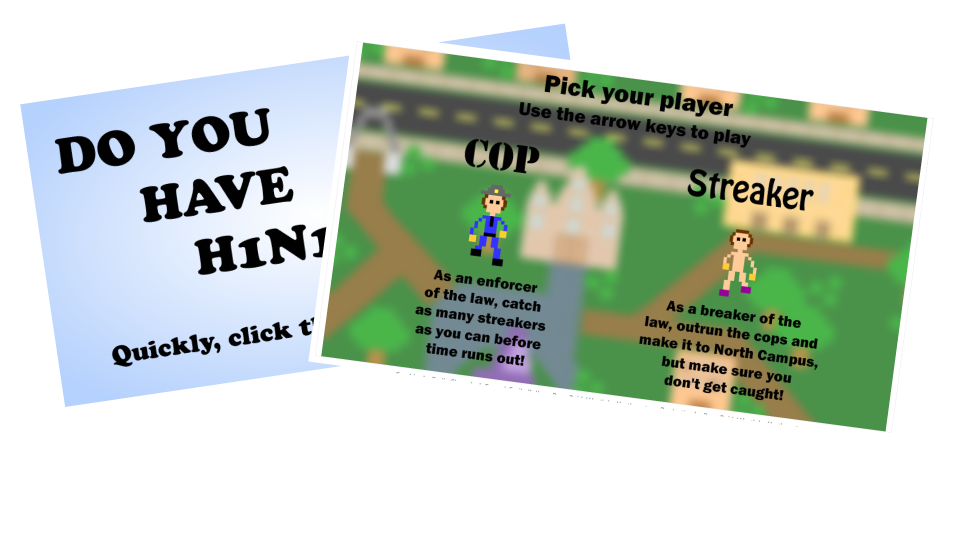 DO YOU
HAVE
H1N1
Quickly, click
Pick your player
Use the arrow keys to play
COP
As an enforcer
of the law, catch
as many streakers
as you can before
time runs out!
Streaker
As a breaker of the
law, outrun the cops and
make it to North Campus,
but make sure you
don't get caught!